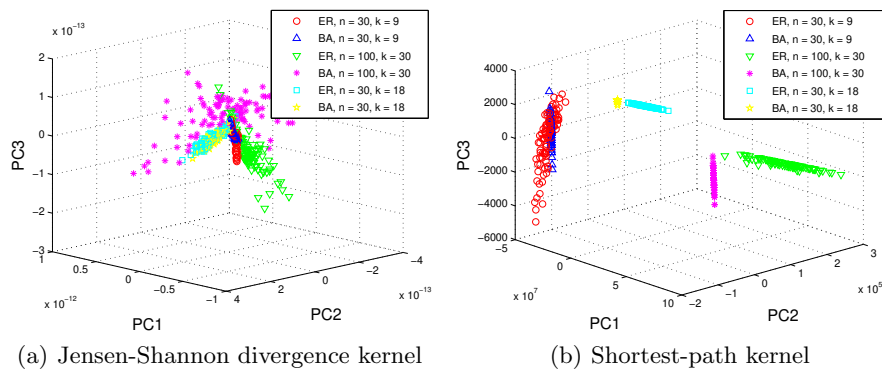 x 10⁻¹³
2
1
0
−1
−2
−3
PC3
1
0.5
0
−0.5
−1
x 10⁻¹²
PC1
4
2
0
−2
−4
x 10⁻¹³
PC2
ER, n = 30, k = 9
BA, n = 30, k = 9
ER, n = 100, k = 30
BA, n = 100, k = 30
ER, n = 30, k = 18
BA, n = 30, k = 18
(a) Jensen-Shannon divergence kernel
4000
2000
0
−2000
−4000
−6000
PC3
−5
0
5
10
x 10⁷
PC1
−2
−1
0
1
2
3
x 10⁵
PC2
ER, n = 30, k = 9
BA, n = 30, k = 9
ER, n = 100, k = 30
BA, n = 100, k = 30
ER, n = 30, k = 18
BA, n = 30, k = 18
(b) Shortest-path kernel